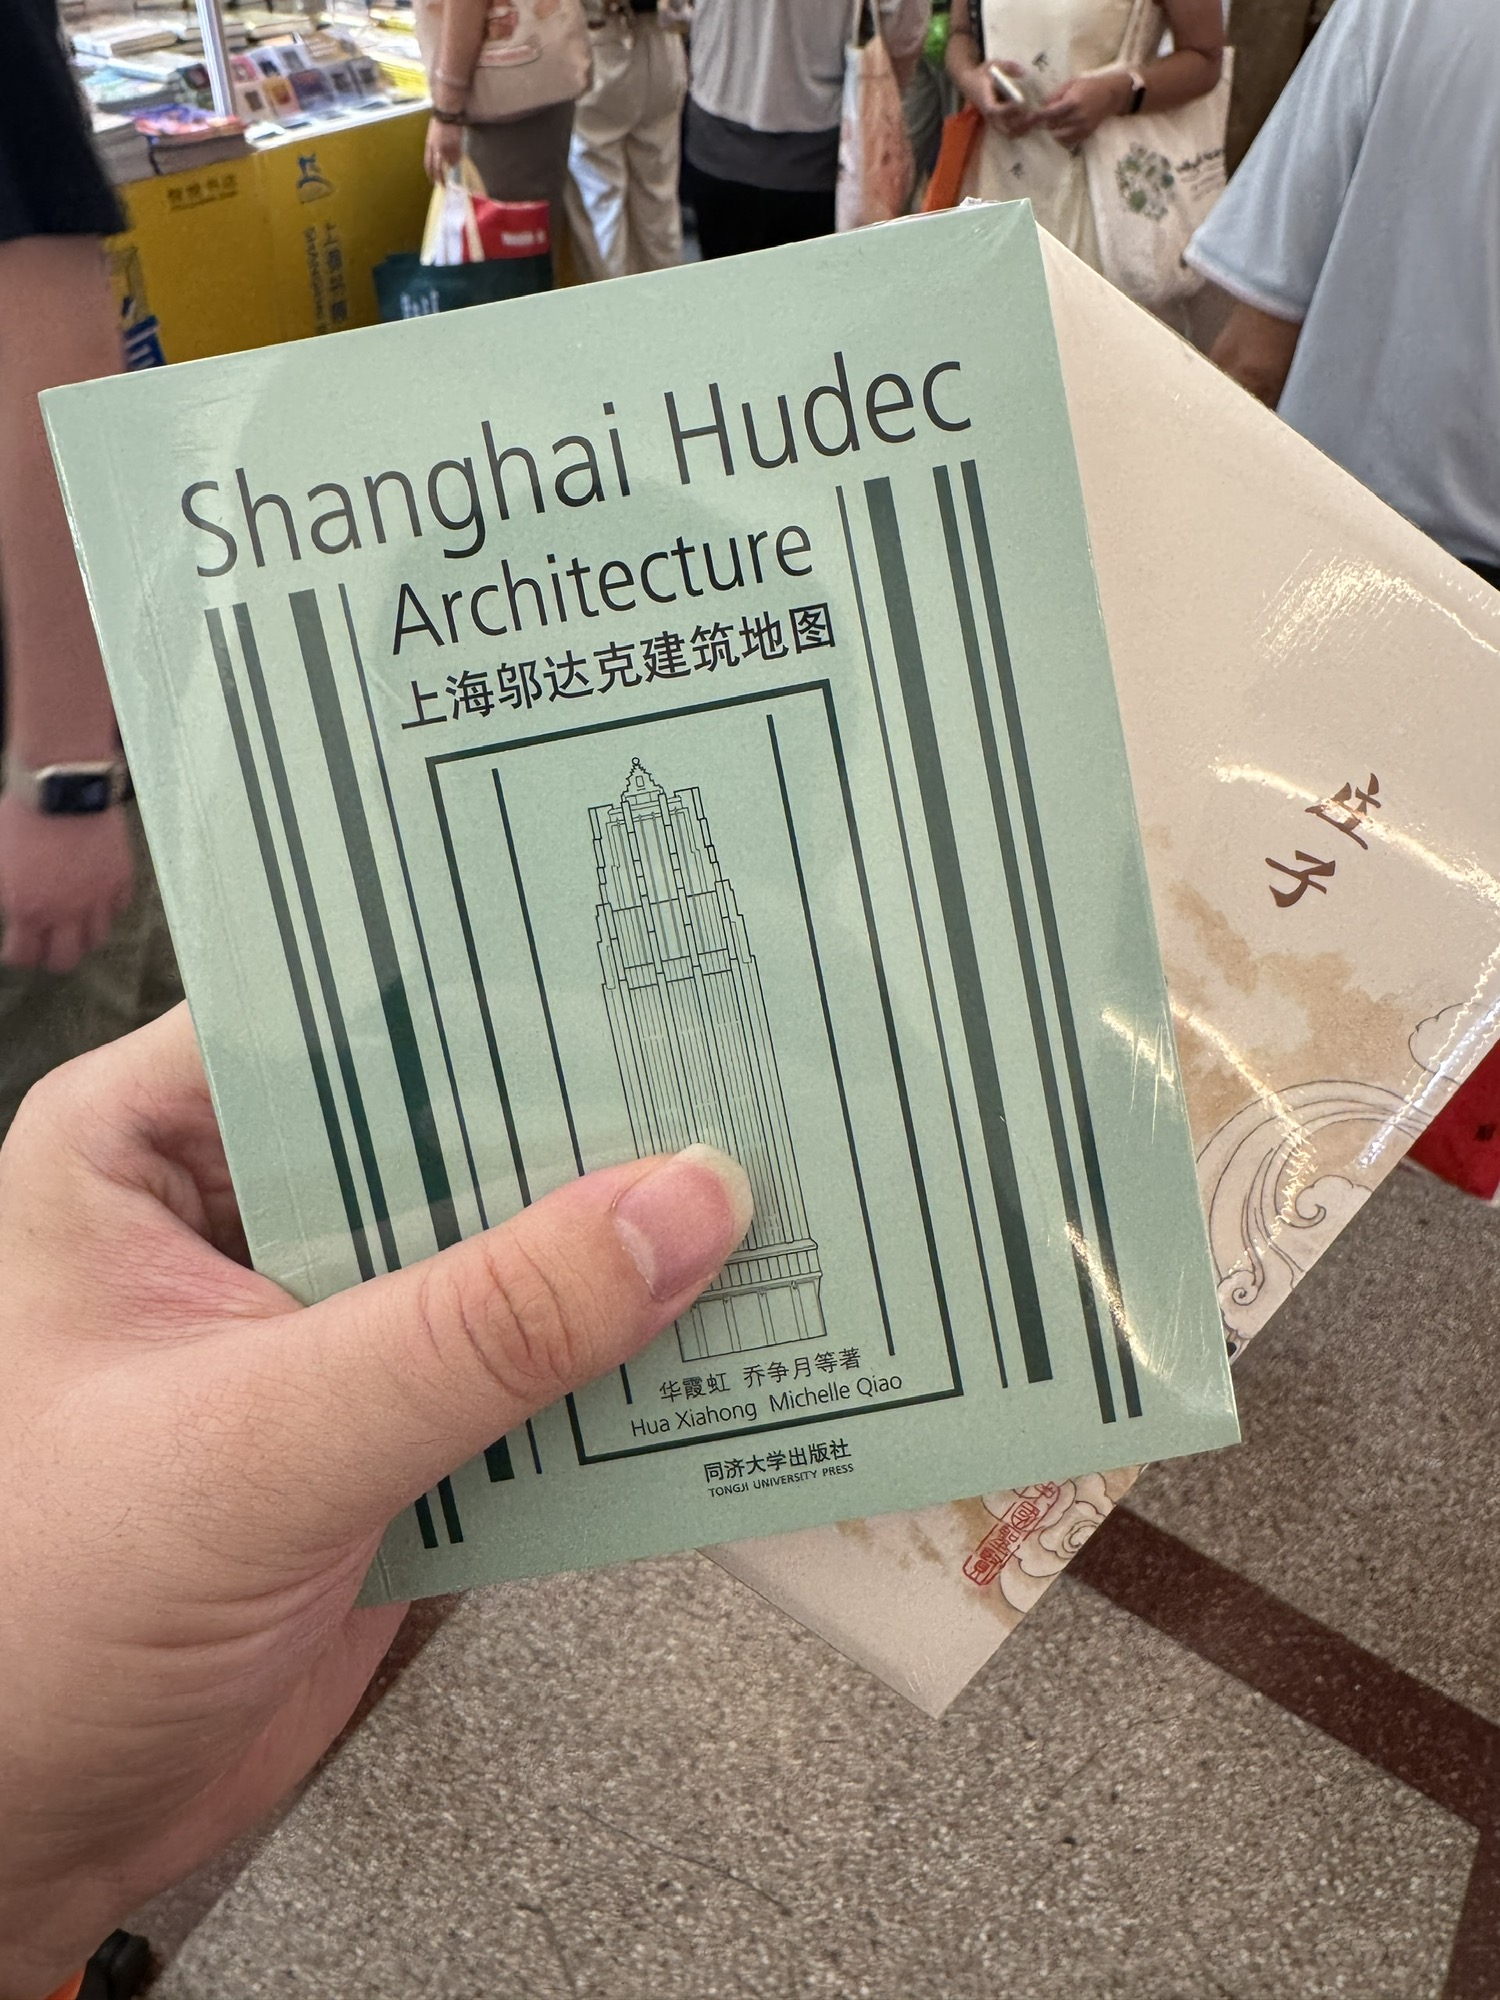 Shanghai Hudec
Architecture
上海邬达克建筑地图
华霞虹 乔争月等著
Hua Xiahong Michelle Qiao
同济大学出版社
TONGJI UNIVERSITY PRESS
庄子